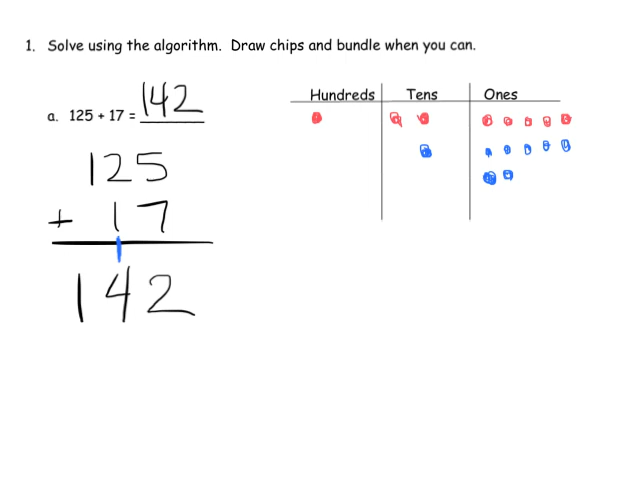 1. Solve using the algorithm. Draw chips and bundle when you can.
a. 125 + 17 = 142
Hundreds Tens Ones
125
+ 17
1
142